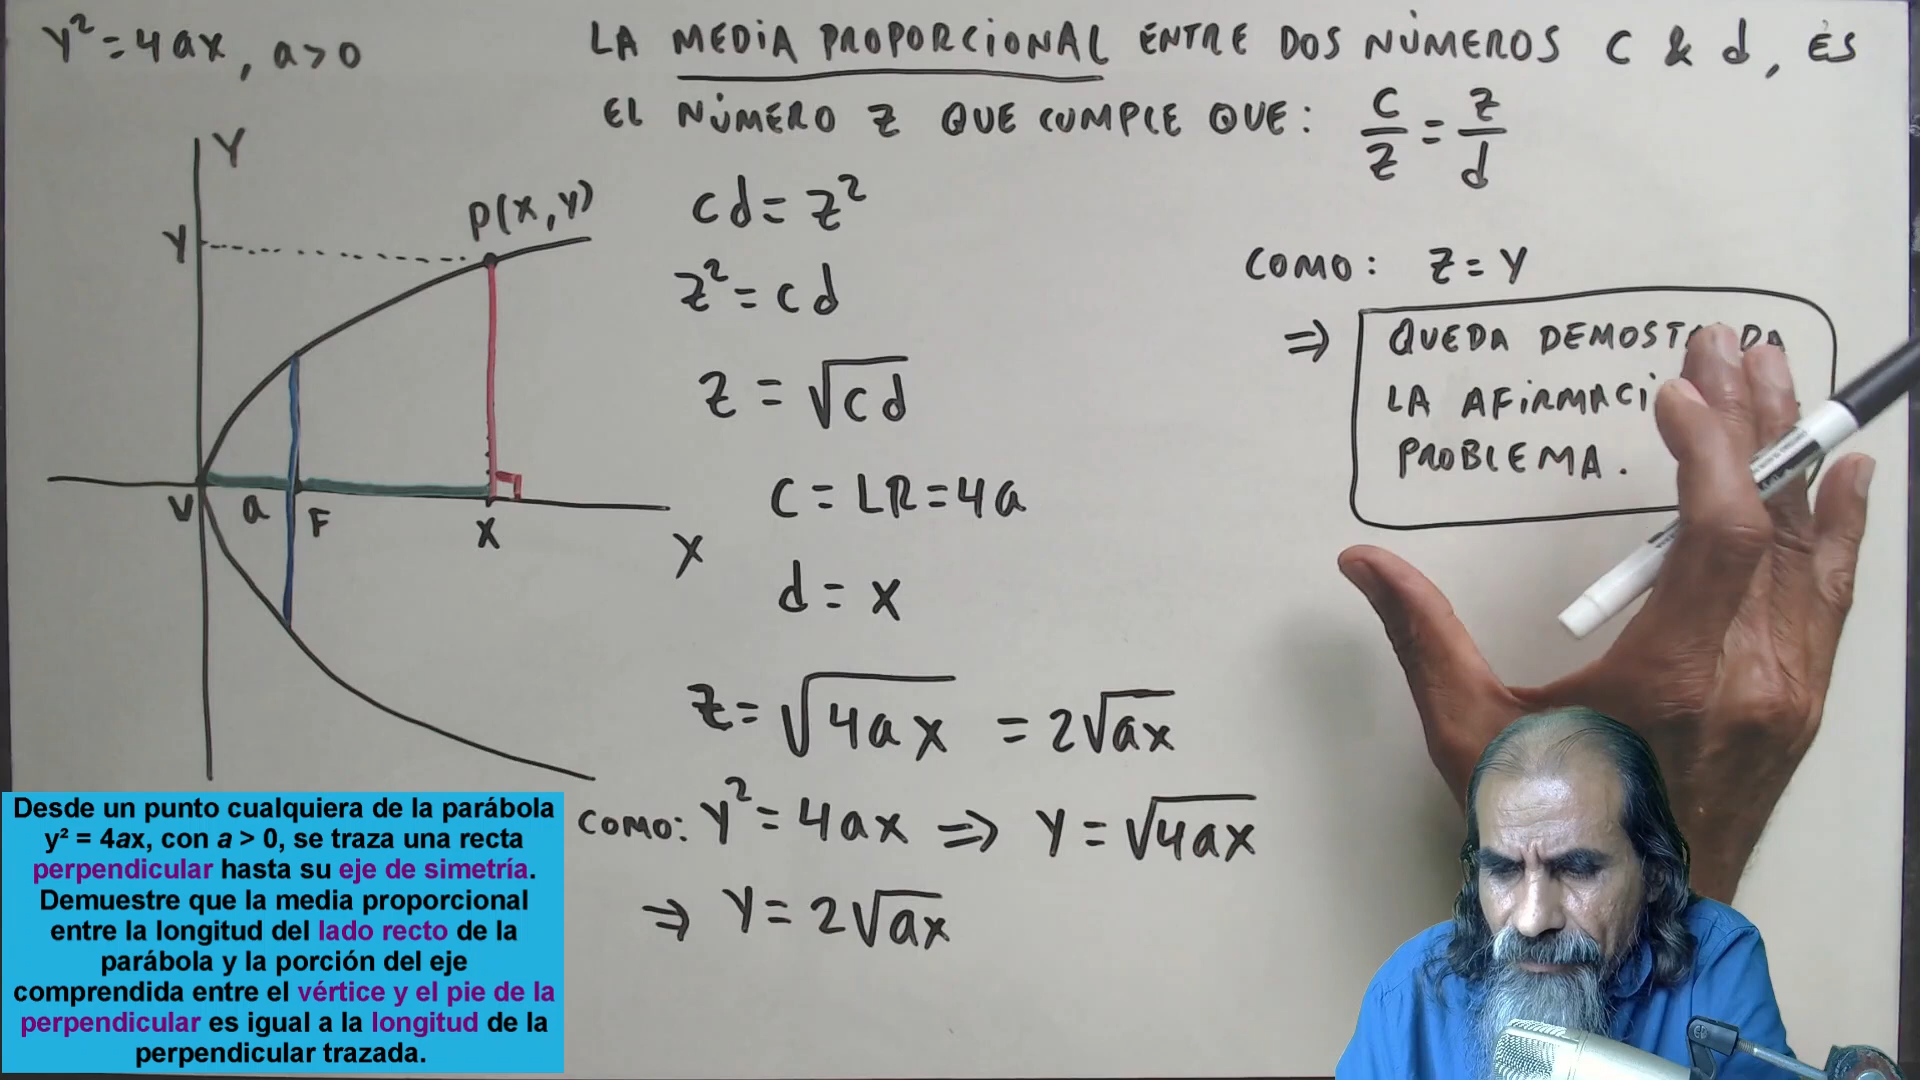 y² = 4ax, a > 0
LA MEDIA PROPORCIONAL ENTRE DOS NÚMEROS C & d, ES
EL NÚMERO Z QUE CUMPLE QUE: C/Z = Z/d
Y
P(X,Y)
Y
V a F X
X
cd = z²
z² = cd
z = √cd
C = LR = 4a
d = x
z = √4ax = 2√ax
COMO: y² = 4ax ⇒ y = √4ax
⇒ y = 2√ax
COMO: Z = Y
⇒ QUEDA
LA
PROBLEMA.
Desde un punto cualquiera de la parábola
y² = 4ax, con a > 0, se traza una recta
perpendicular hasta su eje de simetría.
Demuestre que la media proporcional
entre la longitud del lado recto de la
parábola y la porción del eje
comprendida entre el vértice y el pie de la
perpendicular es igual a la longitud de la
perpendicular trazada.